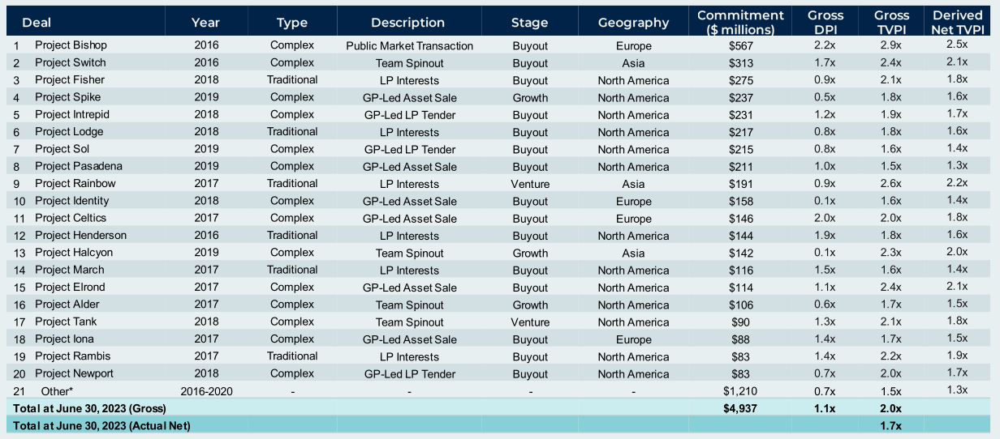 Deal Year Type Description Stage Geography Commitment ($ millions) Gross DPI Gross TVPI Derived Net TVPI
1 Project Bishop 2016 Complex Public Market Transaction Buyout Europe $567 2.2x 2.9x 2.5x
2 Project Switch 2016 Complex Team Spinout Buyout Asia $313 1.7x 2.4x 2.1x
3 Project Fisher 2018 Traditional LP Interests Buyout North America $275 0.9x 2.1x 1.8x
4 Project Spike 2019 Complex GP-Led Asset Sale Growth North America $237 0.5x 1.8x 1.6x
5 Project Intrepid 2018 Complex GP-Led LP Tender Buyout North America $231 1.2x 1.9x 1.7x
6 Project Lodge 2018 Traditional LP Interests Buyout North America $217 0.8x 1.8x 1.6x
7 Project Sol 2019 Complex GP-Led LP Tender Buyout North America $215 0.8x 1.6x 1.4x
8 Project Pasadena 2019 Complex GP-Led Asset Sale Buyout North America $211 1.0x 1.5x 1.3x
9 Project Rainbow 2017 Traditional LP Interests Venture Asia $191 0.9x 2.6x 2.2x
10 Project Identity 2018 Complex GP-Led Asset Sale Buyout Europe $158 0.1x 1.6x 1.4x
11 Project Celtics 2017 Complex GP-Led Asset Sale Buyout Europe $146 2.0x 2.0x 1.8x
12 Project Henderson 2016 Traditional LP Interests Buyout North America $144 1.9x 1.8x 1.6x
13 Project Halcyon 2019 Complex Team Spinout Growth Asia $142 0.1x 2.3x 2.0x
14 Project March 2017 Traditional LP Interests Buyout North America $116 1.5x 1.6x 1.4x
15 Project Elrond 2017 Complex GP-Led Asset Sale Buyout North America $114 1.1x 2.4x 2.1x
16 Project Alder 2017 Complex Team Spinout Growth North America $106 0.6x 1.7x 1.5x
17 Project Tank 2018 Complex Team Spinout Venture North America $90 1.3x 2.1x 1.8x
18 Project Iona 2017 Complex GP-Led Asset Sale Buyout Europe $88 1.4x 1.7x 1.5x
19 Project Rambis 2017 Traditional LP Interests Buyout North America $83 1.4x 2.2x 1.9x
20 Project Newport 2018 Complex GP-Led LP Tender Buyout North America $83 0.7x 2.0x 1.7x
21 Other* 2016-2020 - - - - $1,210 0.7x 1.5x 1.3x
Total at June 30, 2023 (Gross) $4,937 1.1x 2.0x
Total at June 30, 2023 (Actual Net) 1.7x